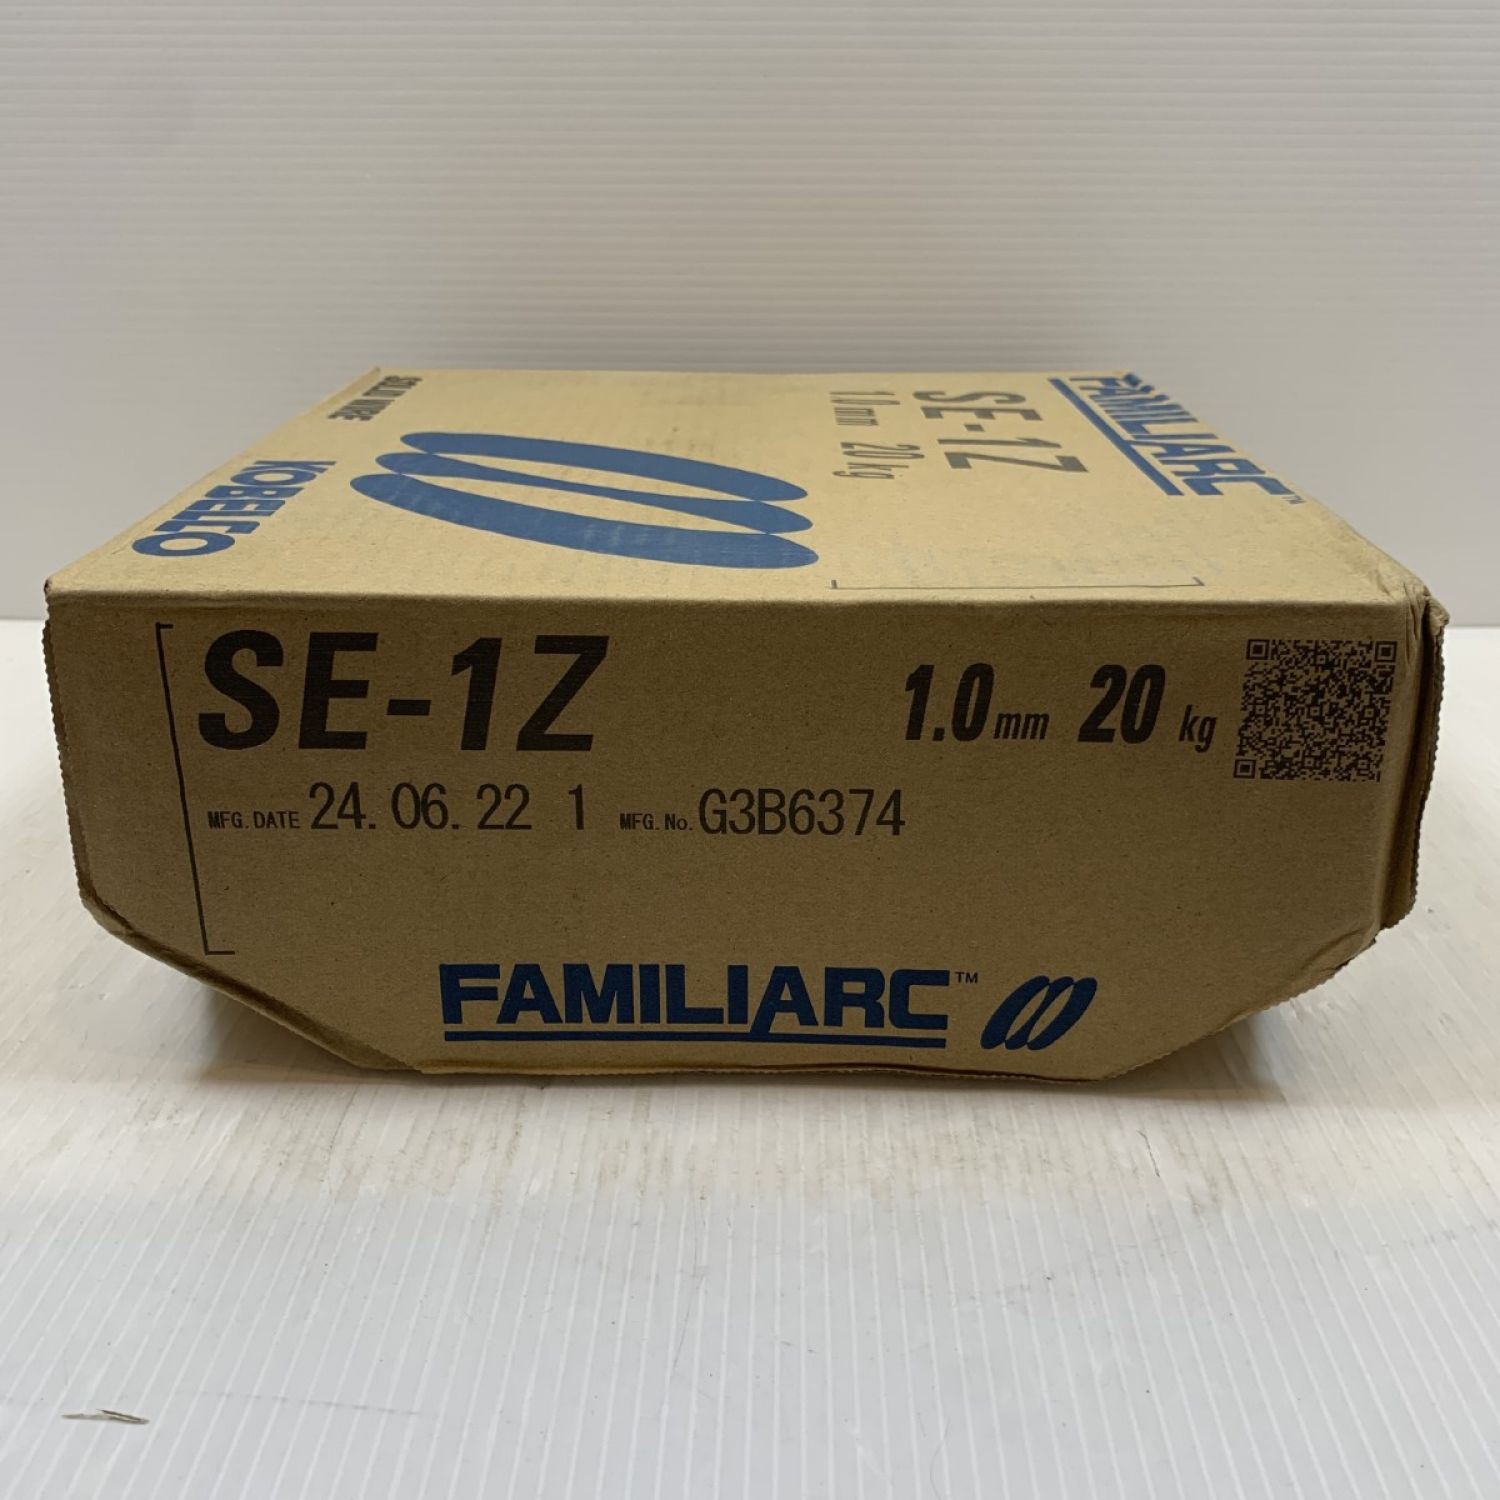 FAMILIARC™
SE-1Z
1.0mm 20kg
SOLID WIRE
KOBELCO
SE-1Z 1.0mm 20kg
MFG. DATE 24. 06. 22 1 MFG. No. G3B6374
FAMILIARC™